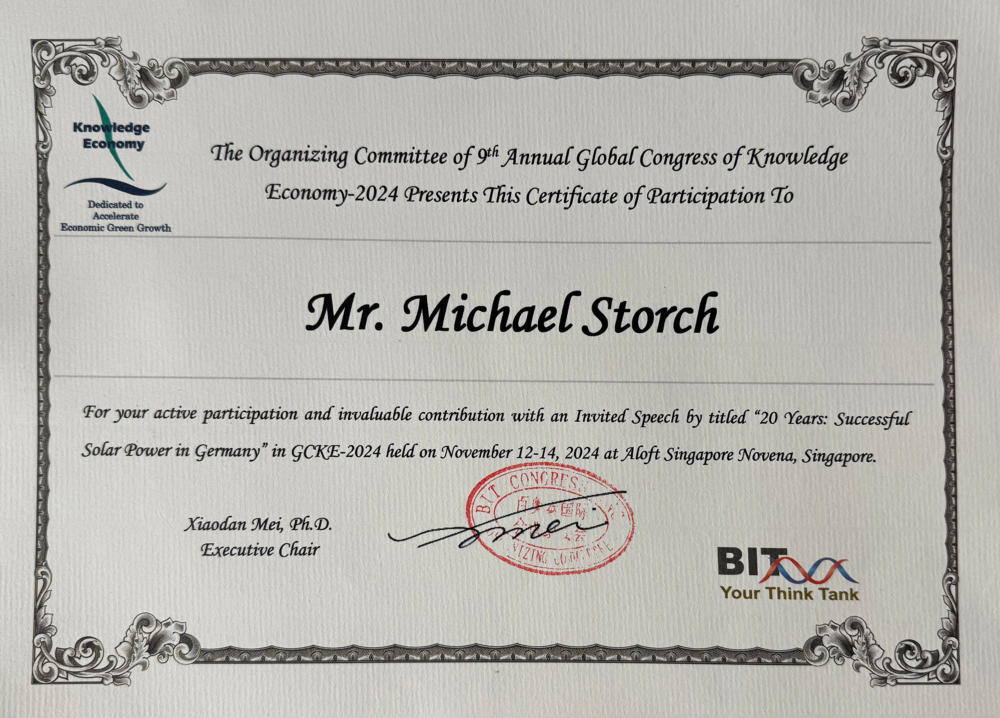 Knowledge
Economy
Dedicated to
Accelerate
Economic Green Growth
The Organizing Committee of 9th Annual Global Congress of Knowledge
Economy-2024 Presents This Certificate of Participation To
Mr. Michael Storch
For your active participation and invaluable contribution with an Invited Speech by titled “20 Years: Successful
Solar Power in Germany” in GCKE-2024 held on November 12-14, 2024 at Aloft Singapore Novena, Singapore.
Xiaodan Mei, Ph.D.
Executive Chair
BIT CONGRESS
BIT
Your Think Tank